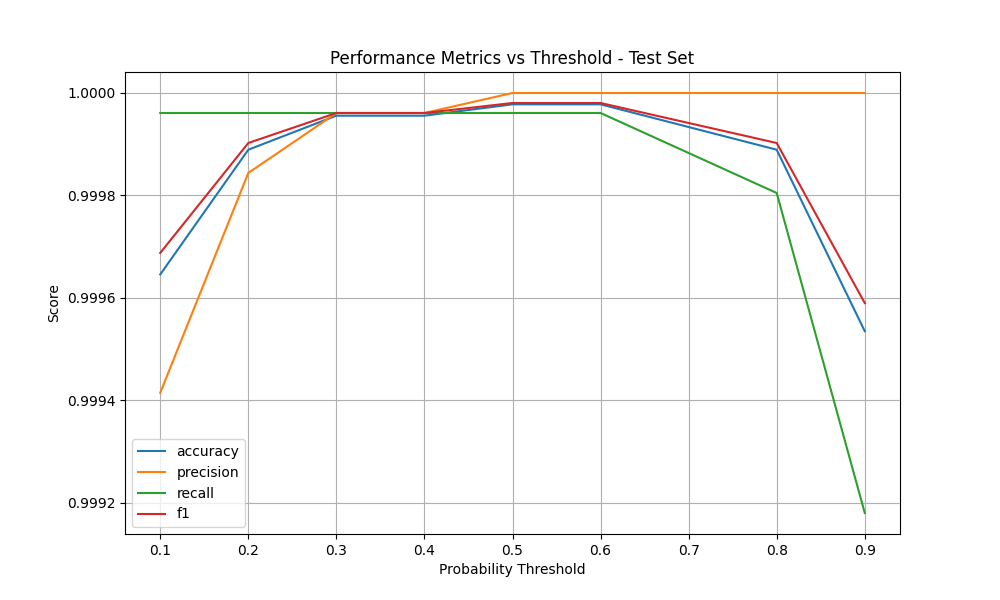 Performance Metrics vs Threshold - Test Set
Score
1.0000
0.9998
0.9996
0.9994
0.9992
accuracy
precision
recall
f1
0.1 0.2 0.3 0.4 0.5 0.6 0.7 0.8 0.9
Probability Threshold